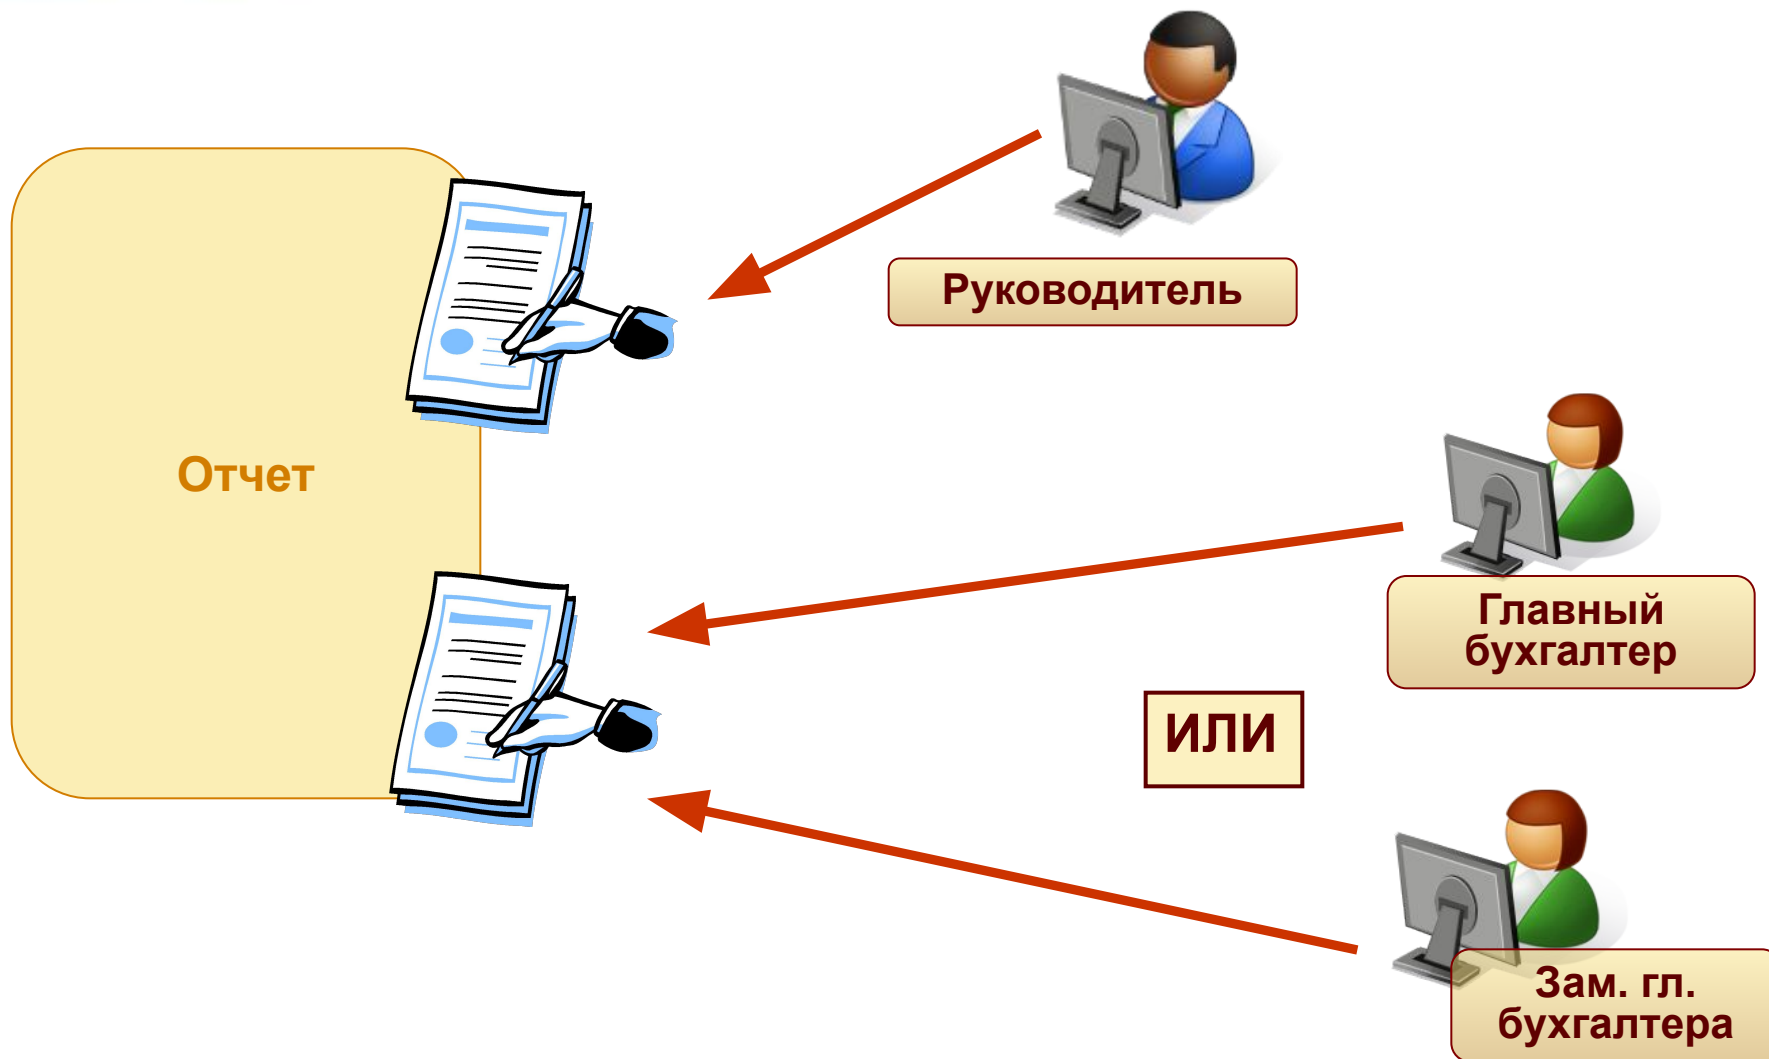 Руководитель
Отчет
Главный
бухгалтер
ИЛИ
Зам. гл.
бухгалтера